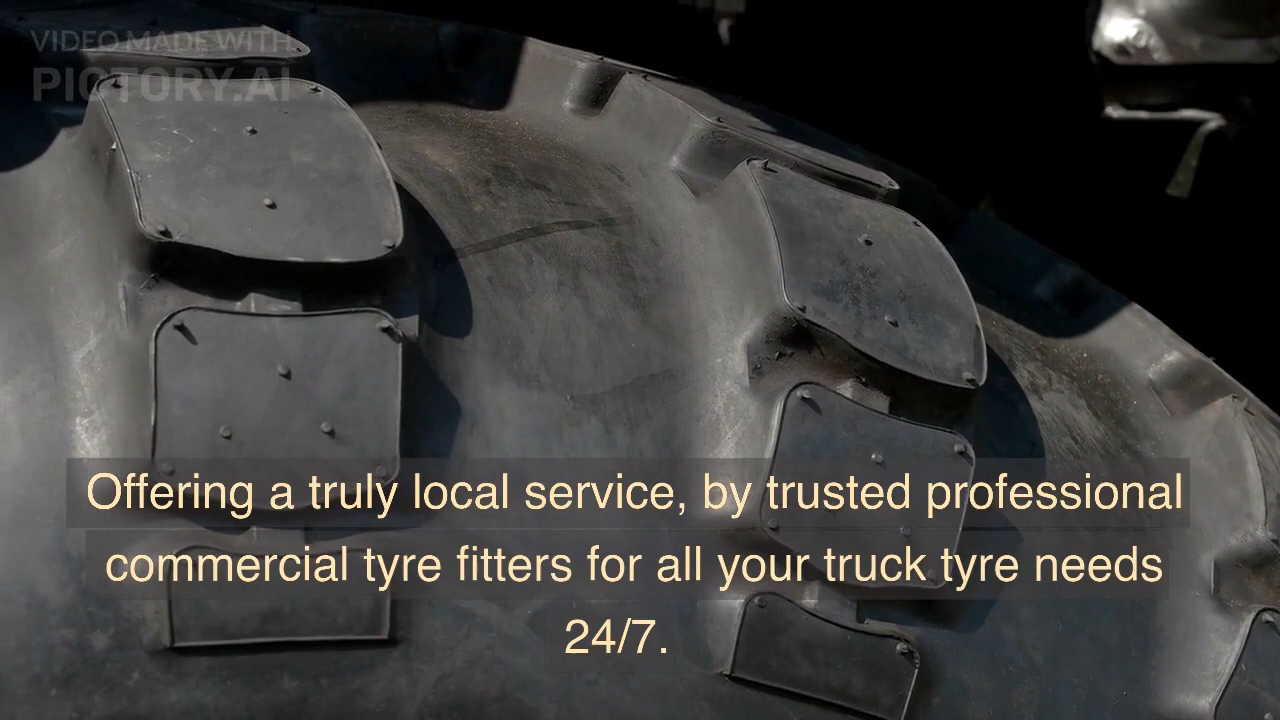 VIDEO MADE WITH
PICTORY.AI
Offering a truly local service, by trusted professional
commercial tyre fitters for all your truck tyre needs
24/7.